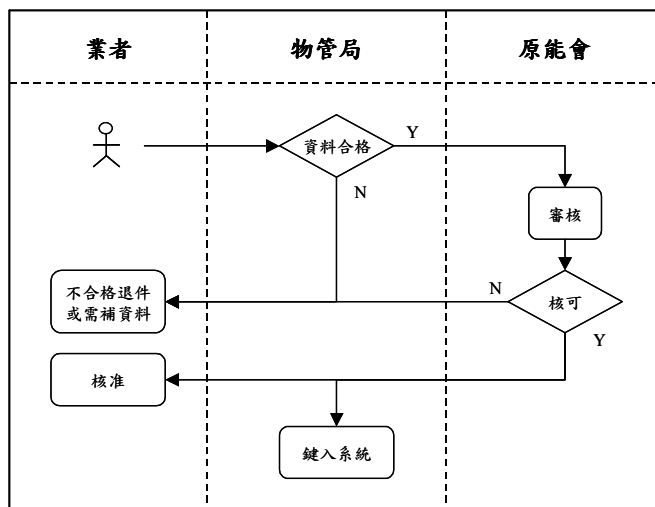 業者
物管局
原能會
資料合格
Y
N
審核
不合格退件
或需補資料
N
核可
Y
核准
鍵入系統